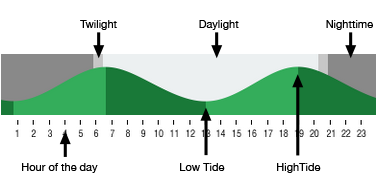 Twilight Daylight Nighttime
1 2 3 4 5 6 7 8 9 10 11 12 13 14 15 16 17 18 19 20 21 22 23
Hour of the day Low Tide HighTide